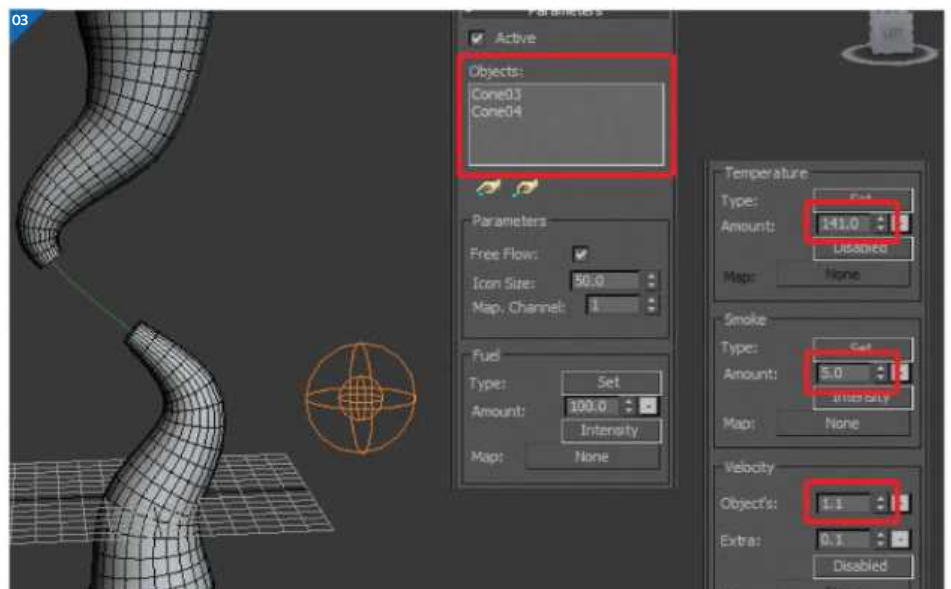 03
Parameters
Active
Objects:
Cone03
Cone04
Parameters
Free Flow:
Icon Size: 50.0
Map. Channel: 1
Fuel
Type: Set
Amount: 100.0
Intensity
Map: None
Temperature
Type: Set
Amount: 141.0
Disabled
Map: None
Smoke
Type: Set
Amount: 5.0
Intensity
Map: None
Velocity
Object's: 1.1
Extra: 0.1
Disabled